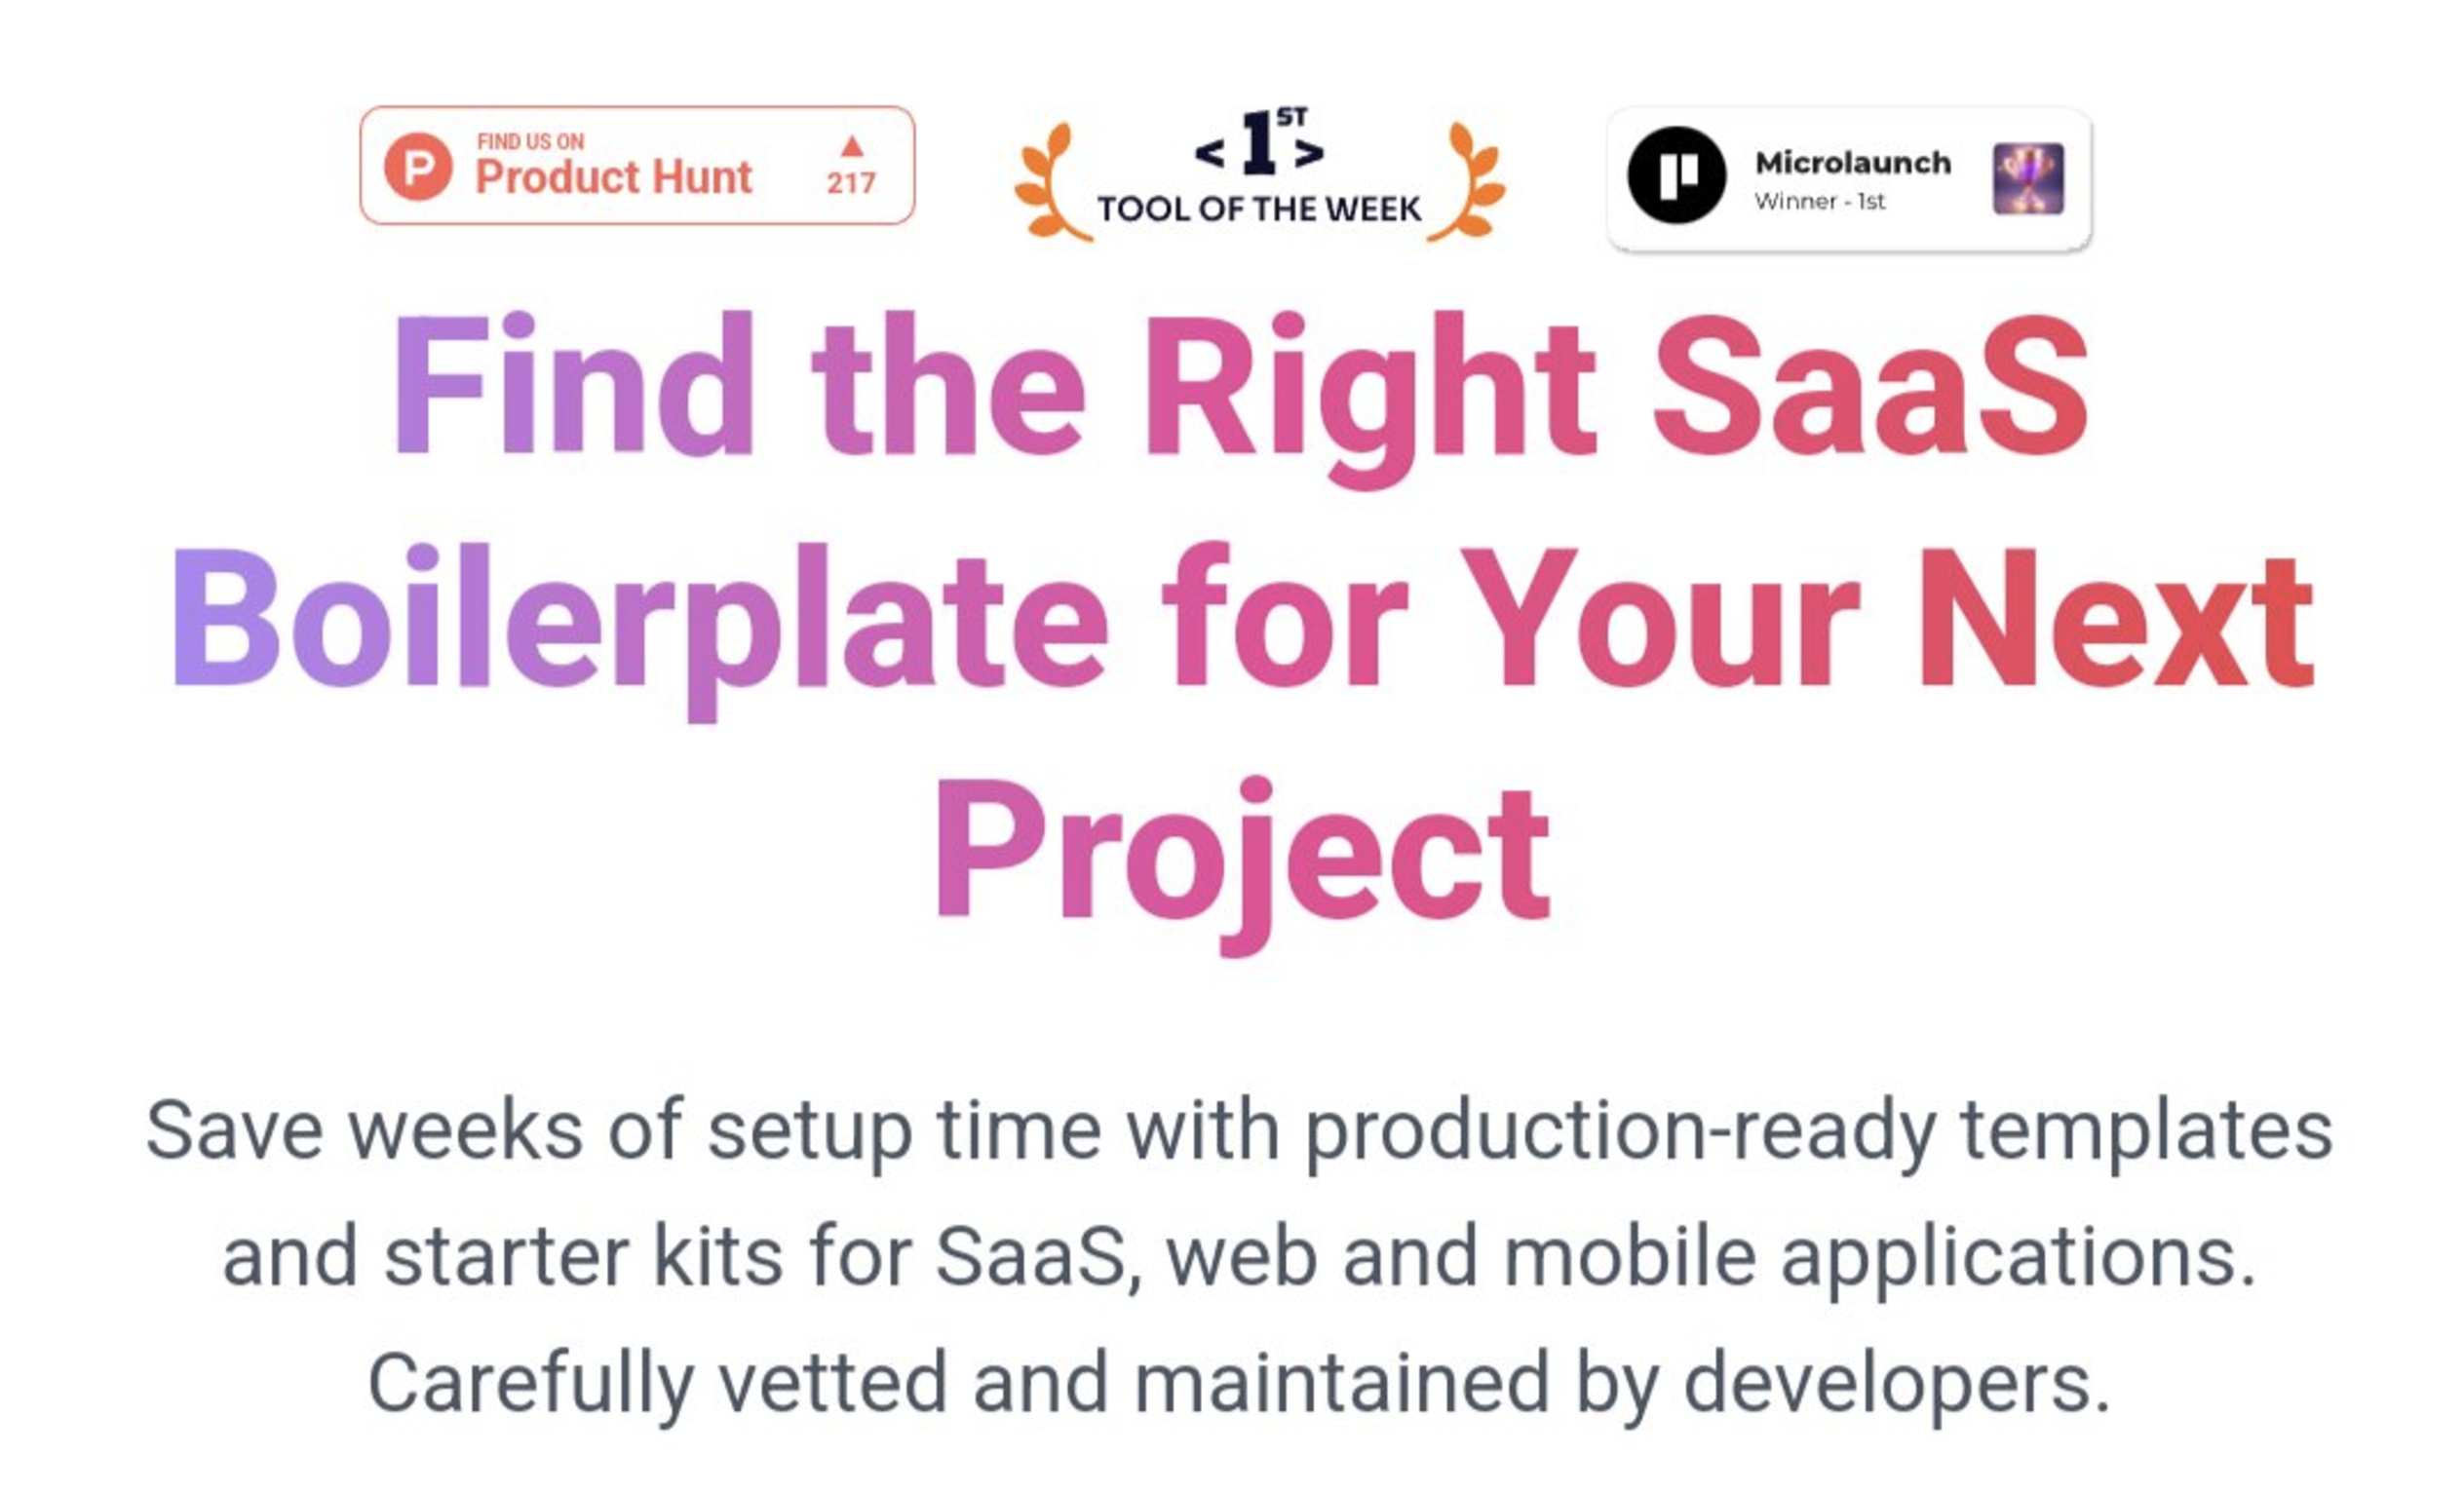 FIND US ON
Product Hunt
217
< 1ST >
TOOL OF THE WEEK
Microlaunch
Winner - 1st
Find the Right SaaS
Boilerplate for Your Next
Project
Save weeks of setup time with production-ready templates
and starter kits for SaaS, web and mobile applications.
Carefully vetted and maintained by developers.